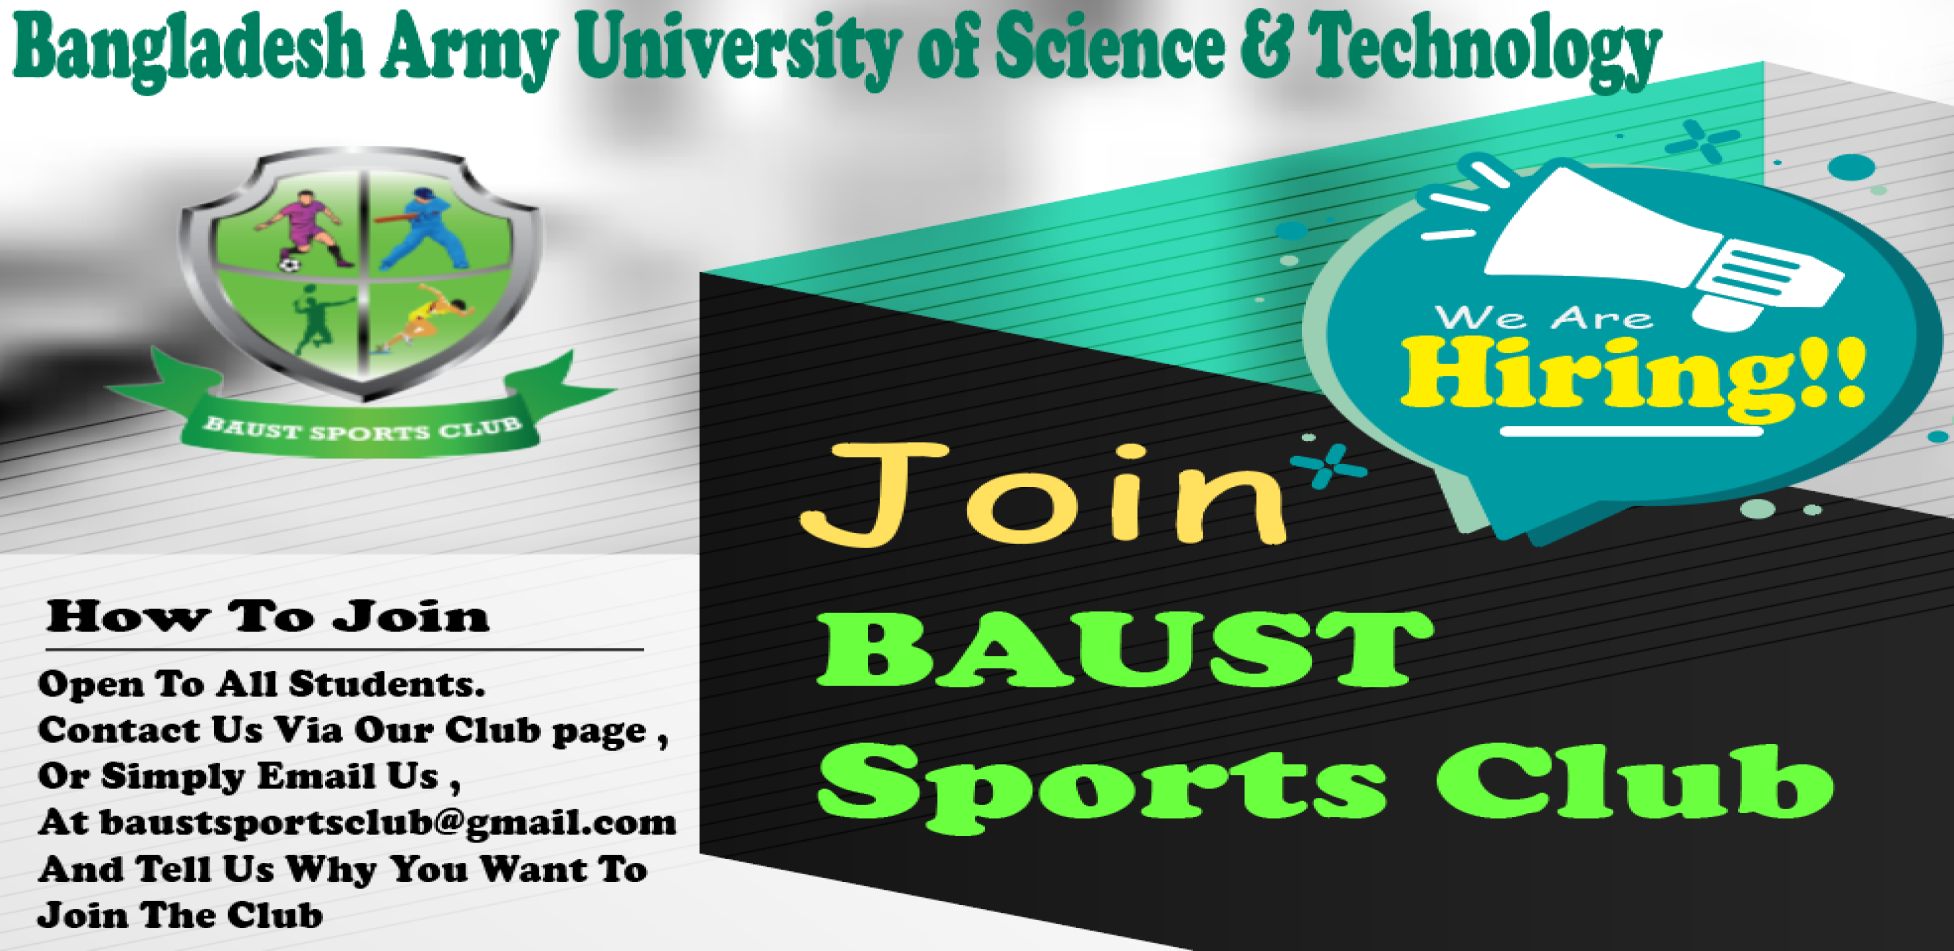 Bangladesh Army University of Science & Technology
BAUST SPORTS CLUB
We Are
Hiring!!
Join
BAUST
Sports Club
How To Join
Open To All Students.
Contact Us Via Our Club page ,
Or Simply Email Us ,
At baustsportsclub@gmail.com
And Tell Us Why You Want To
Join The Club